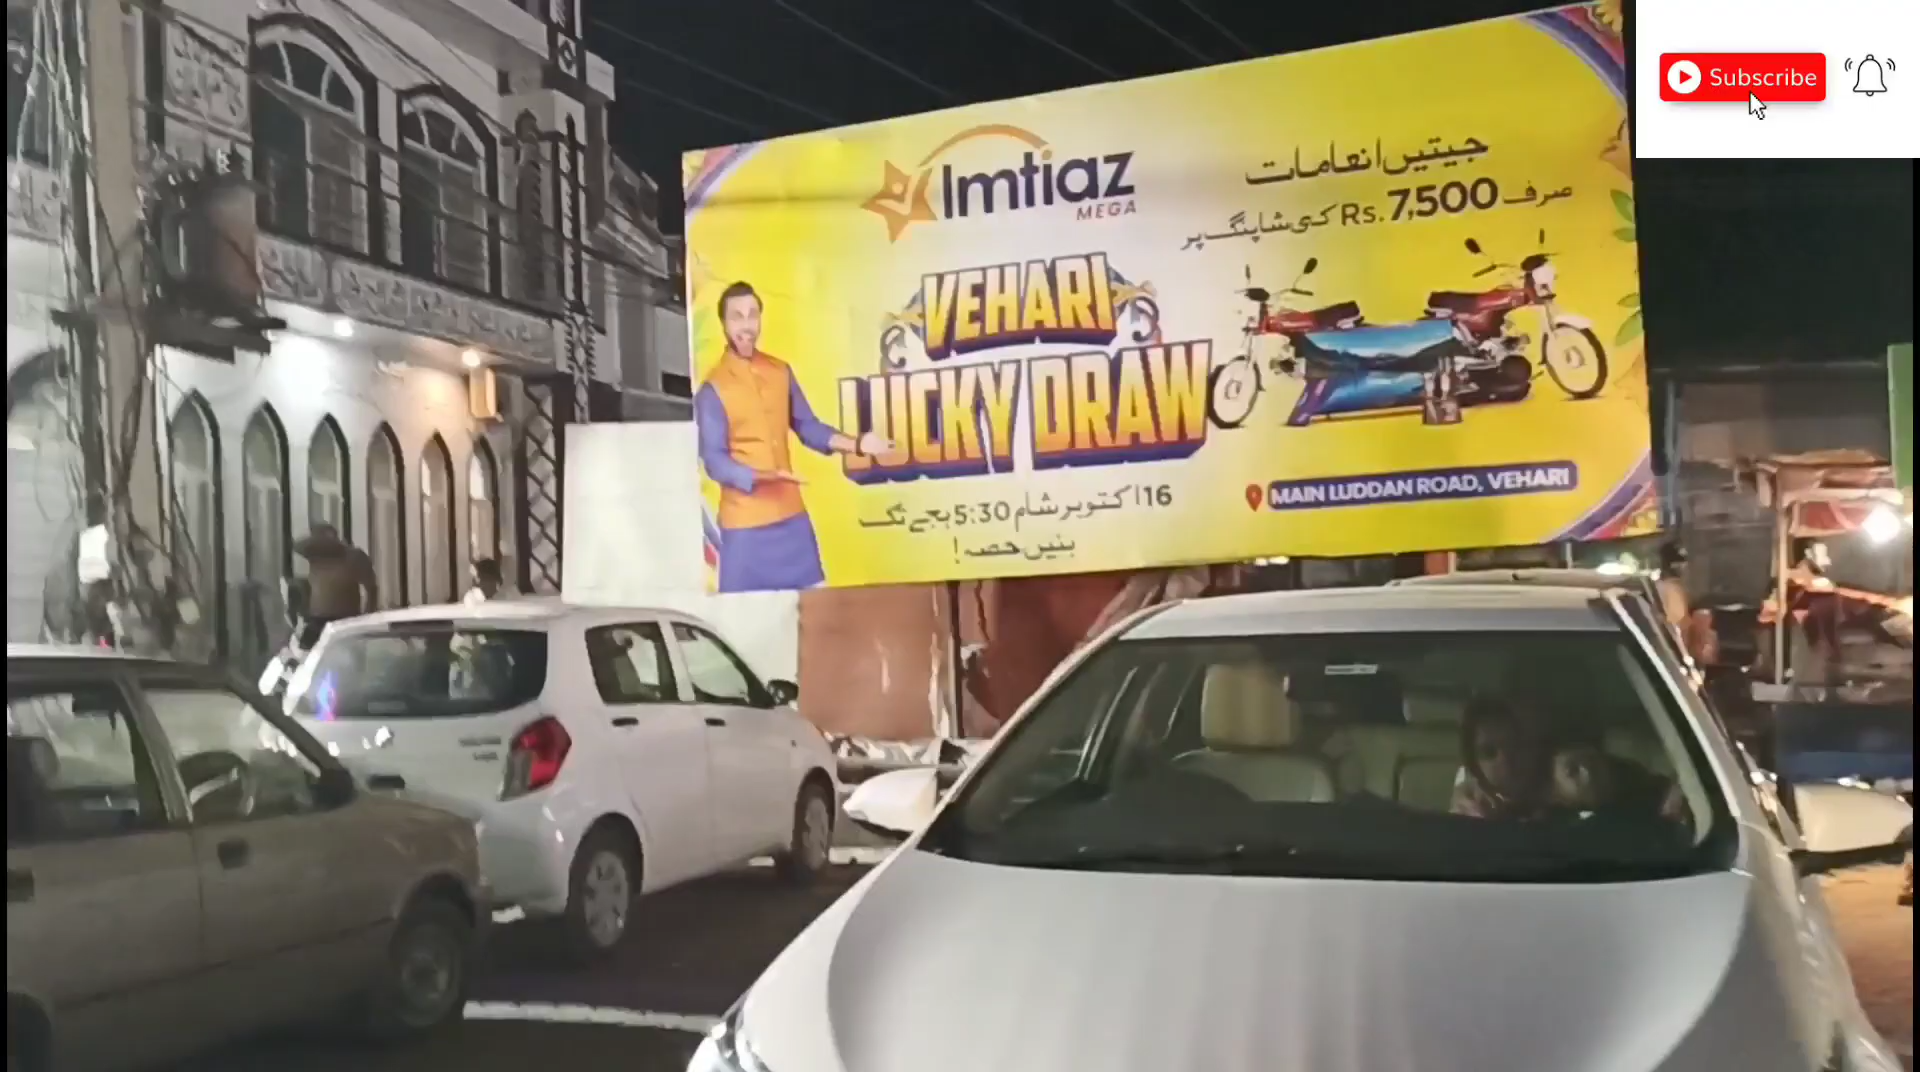 Subscribe
Imtiaz
MEGA
VEHARI
LUCKY DRAW
16 اکتوبر شام 5:30 بجے تک
بنیں حصہ!
جیتیں انعامات
صرف Rs. 7,500 کی شاپنگ پر
MAIN LUDDAN ROAD, VEHARI